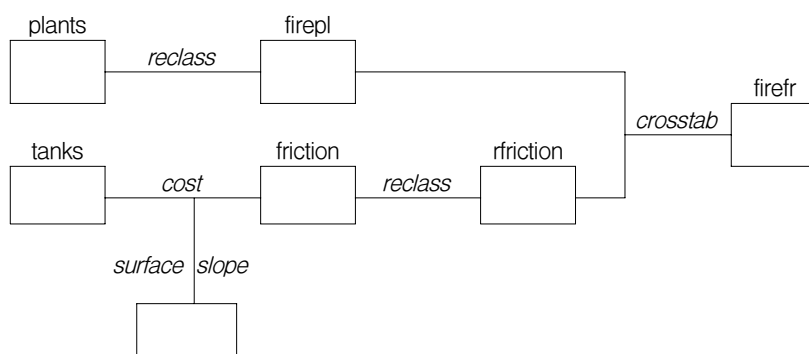 plants
reclass
firepl
firefr
crosstab
tanks
cost
friction
reclass
rfriction
surface slope